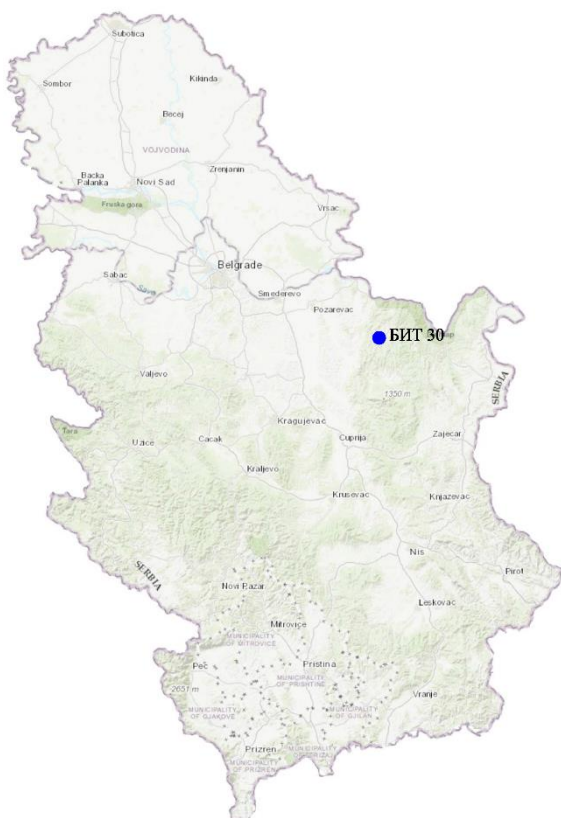 Subotica
Kikinda
Sombor
Becej
VOJVODINA
Zrenjanin
Backa
Palanka
Novi Sad
Fruska gora
Vrsac
Belgrade
Sabac
Sava
Smederevo
Pozarevac
БИТ 30
Valjevo
1350 m
SERBIA
Kragujevac
Tara
Uzice
Cacak
Cuprija
Zajecar
Kraljevo
Krusevac
Knjazevac
Nis
Pirot
SERBIA
Novi Pazar
Leskovac
Mitrovice
MUNICIPALITY
OF MITROVICE
Peč
Pristina
2651 m
MUNICIPALITY
OF PRISHTINE
Vranje
MUNICIPALITY
OF GJAKOVE
MUNICIPALITY
OF GJILAN
Prizren
MUNICIPALITY
OF PRIZREN